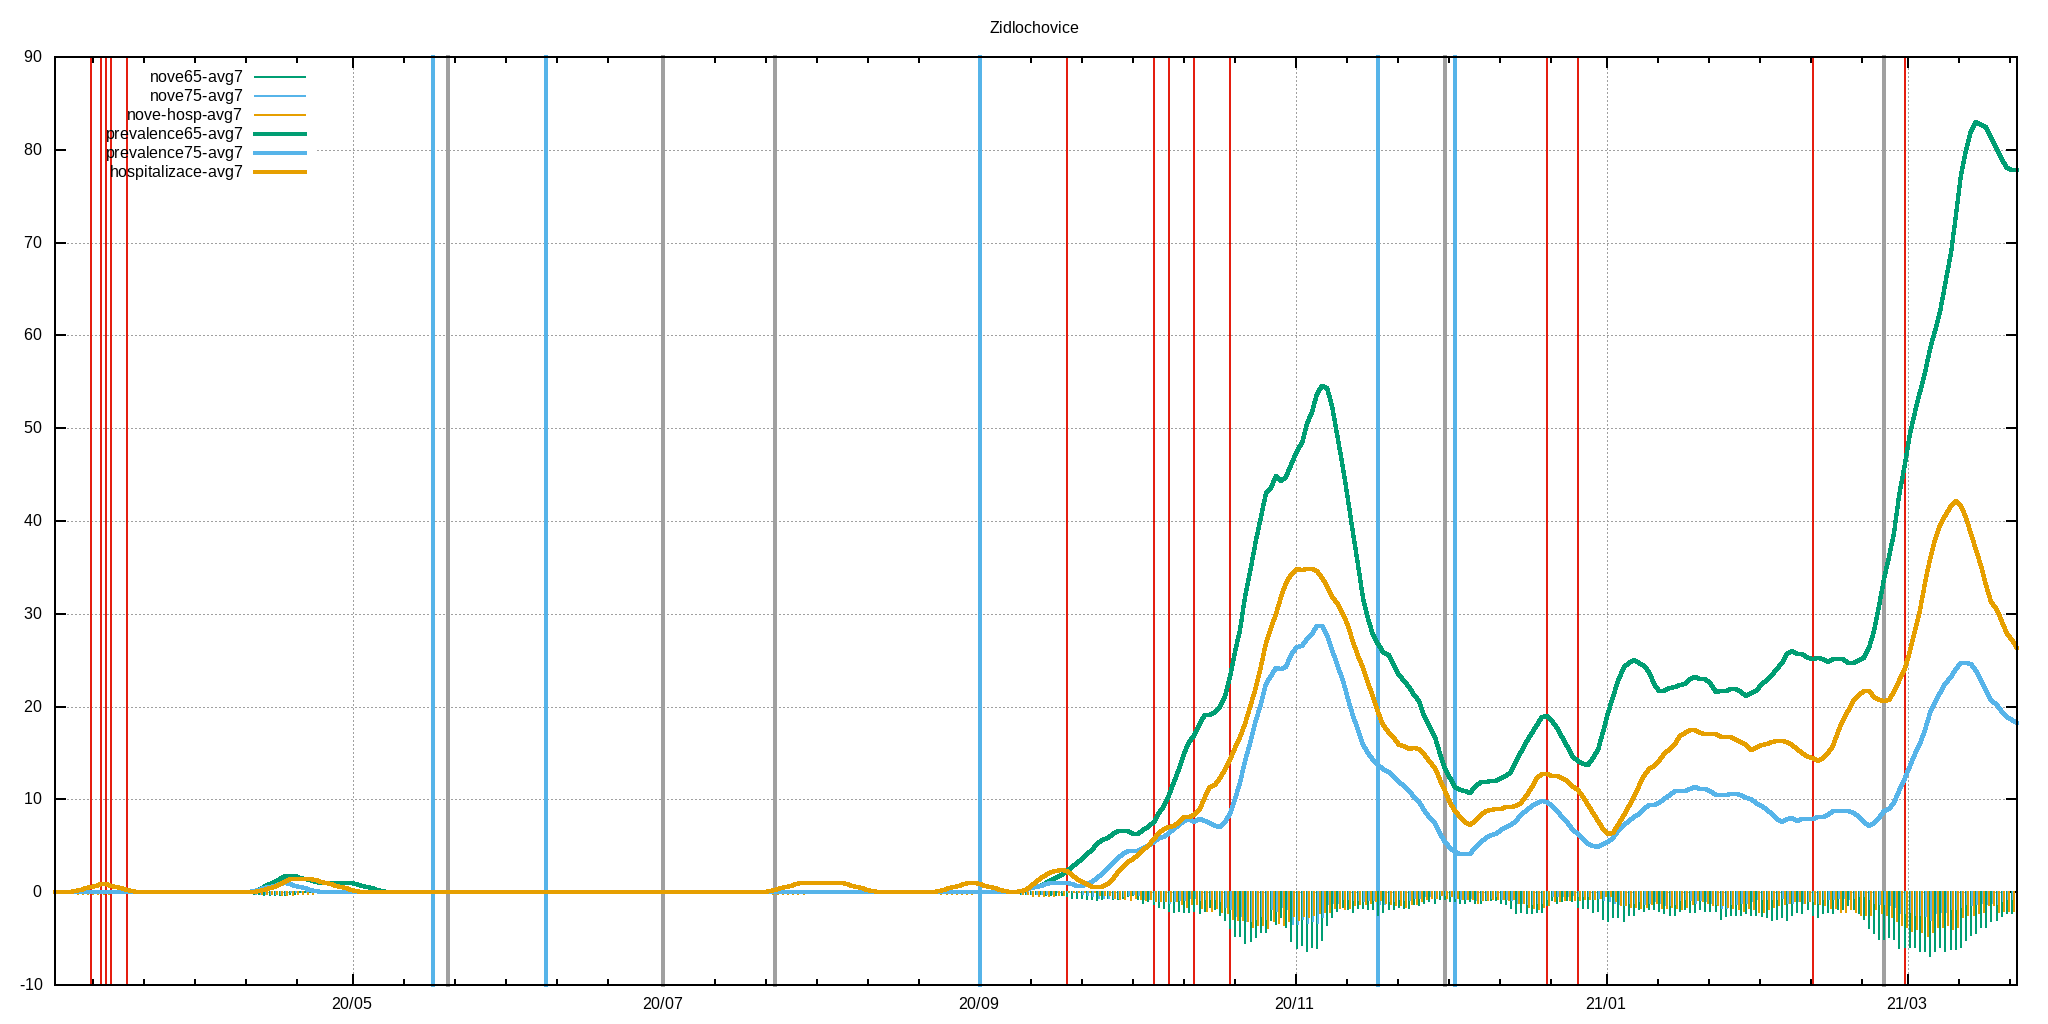 Zidlochovice
90
80
70
60
50
40
30
20
10
0
-10
nove65-avg7
nove75-avg7
nove-hosp-avg7
prevalence65-avg7
prevalence75-avg7
hospitalizace-avg7
20/05
20/07
20/09
20/11
21/01
21/03